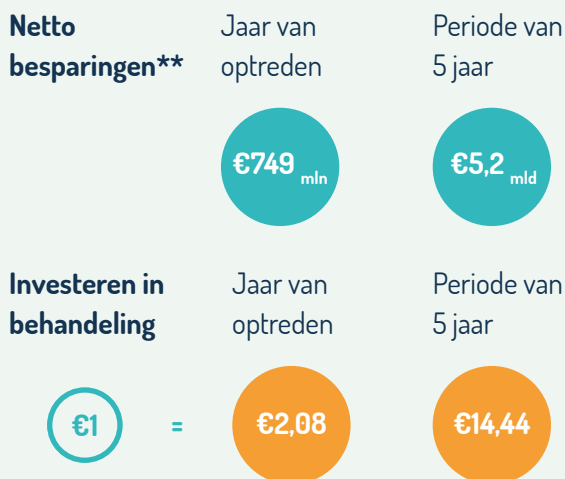 Netto
besparingen**
Jaar van
optreden
Periode van
5 jaar
€749 mln
€5,2 mld
Investeren in
behandeling
Jaar van
optreden
Periode van
5 jaar
€1 = €2,08 €14,44